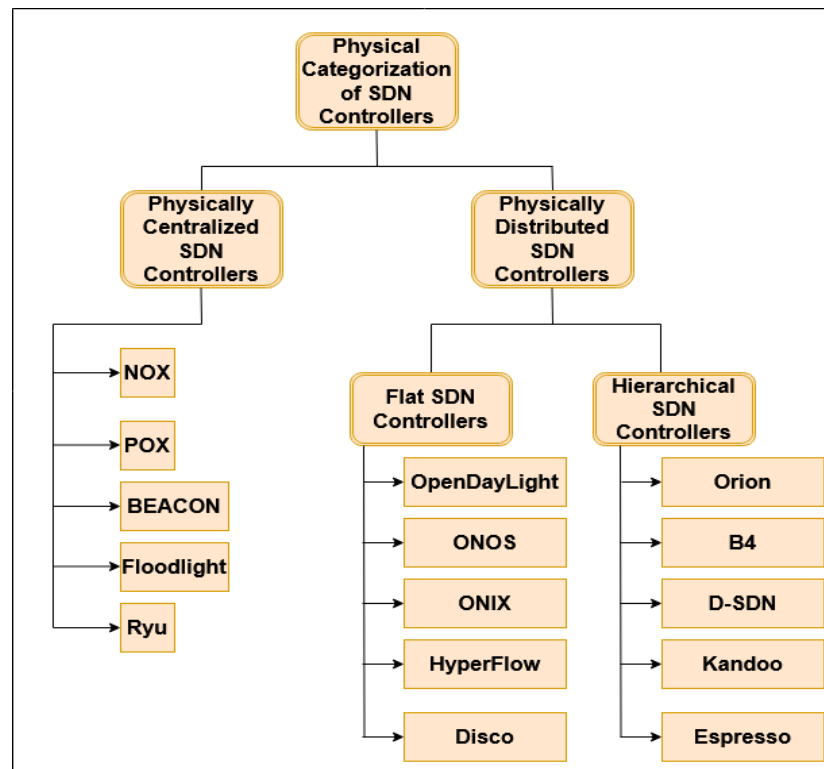 Physical
Categorization
of SDN
Controllers
Physically
Centralized
SDN
Controllers
Physically
Distributed
SDN
Controllers
NOX
POX
BEACON
Floodlight
Ryu
Flat SDN
Controllers
OpenDayLight
ONOS
ONIX
HyperFlow
Disco
Hierarchical
SDN
Controllers
Orion
B4
D-SDN
Kandoo
Espresso